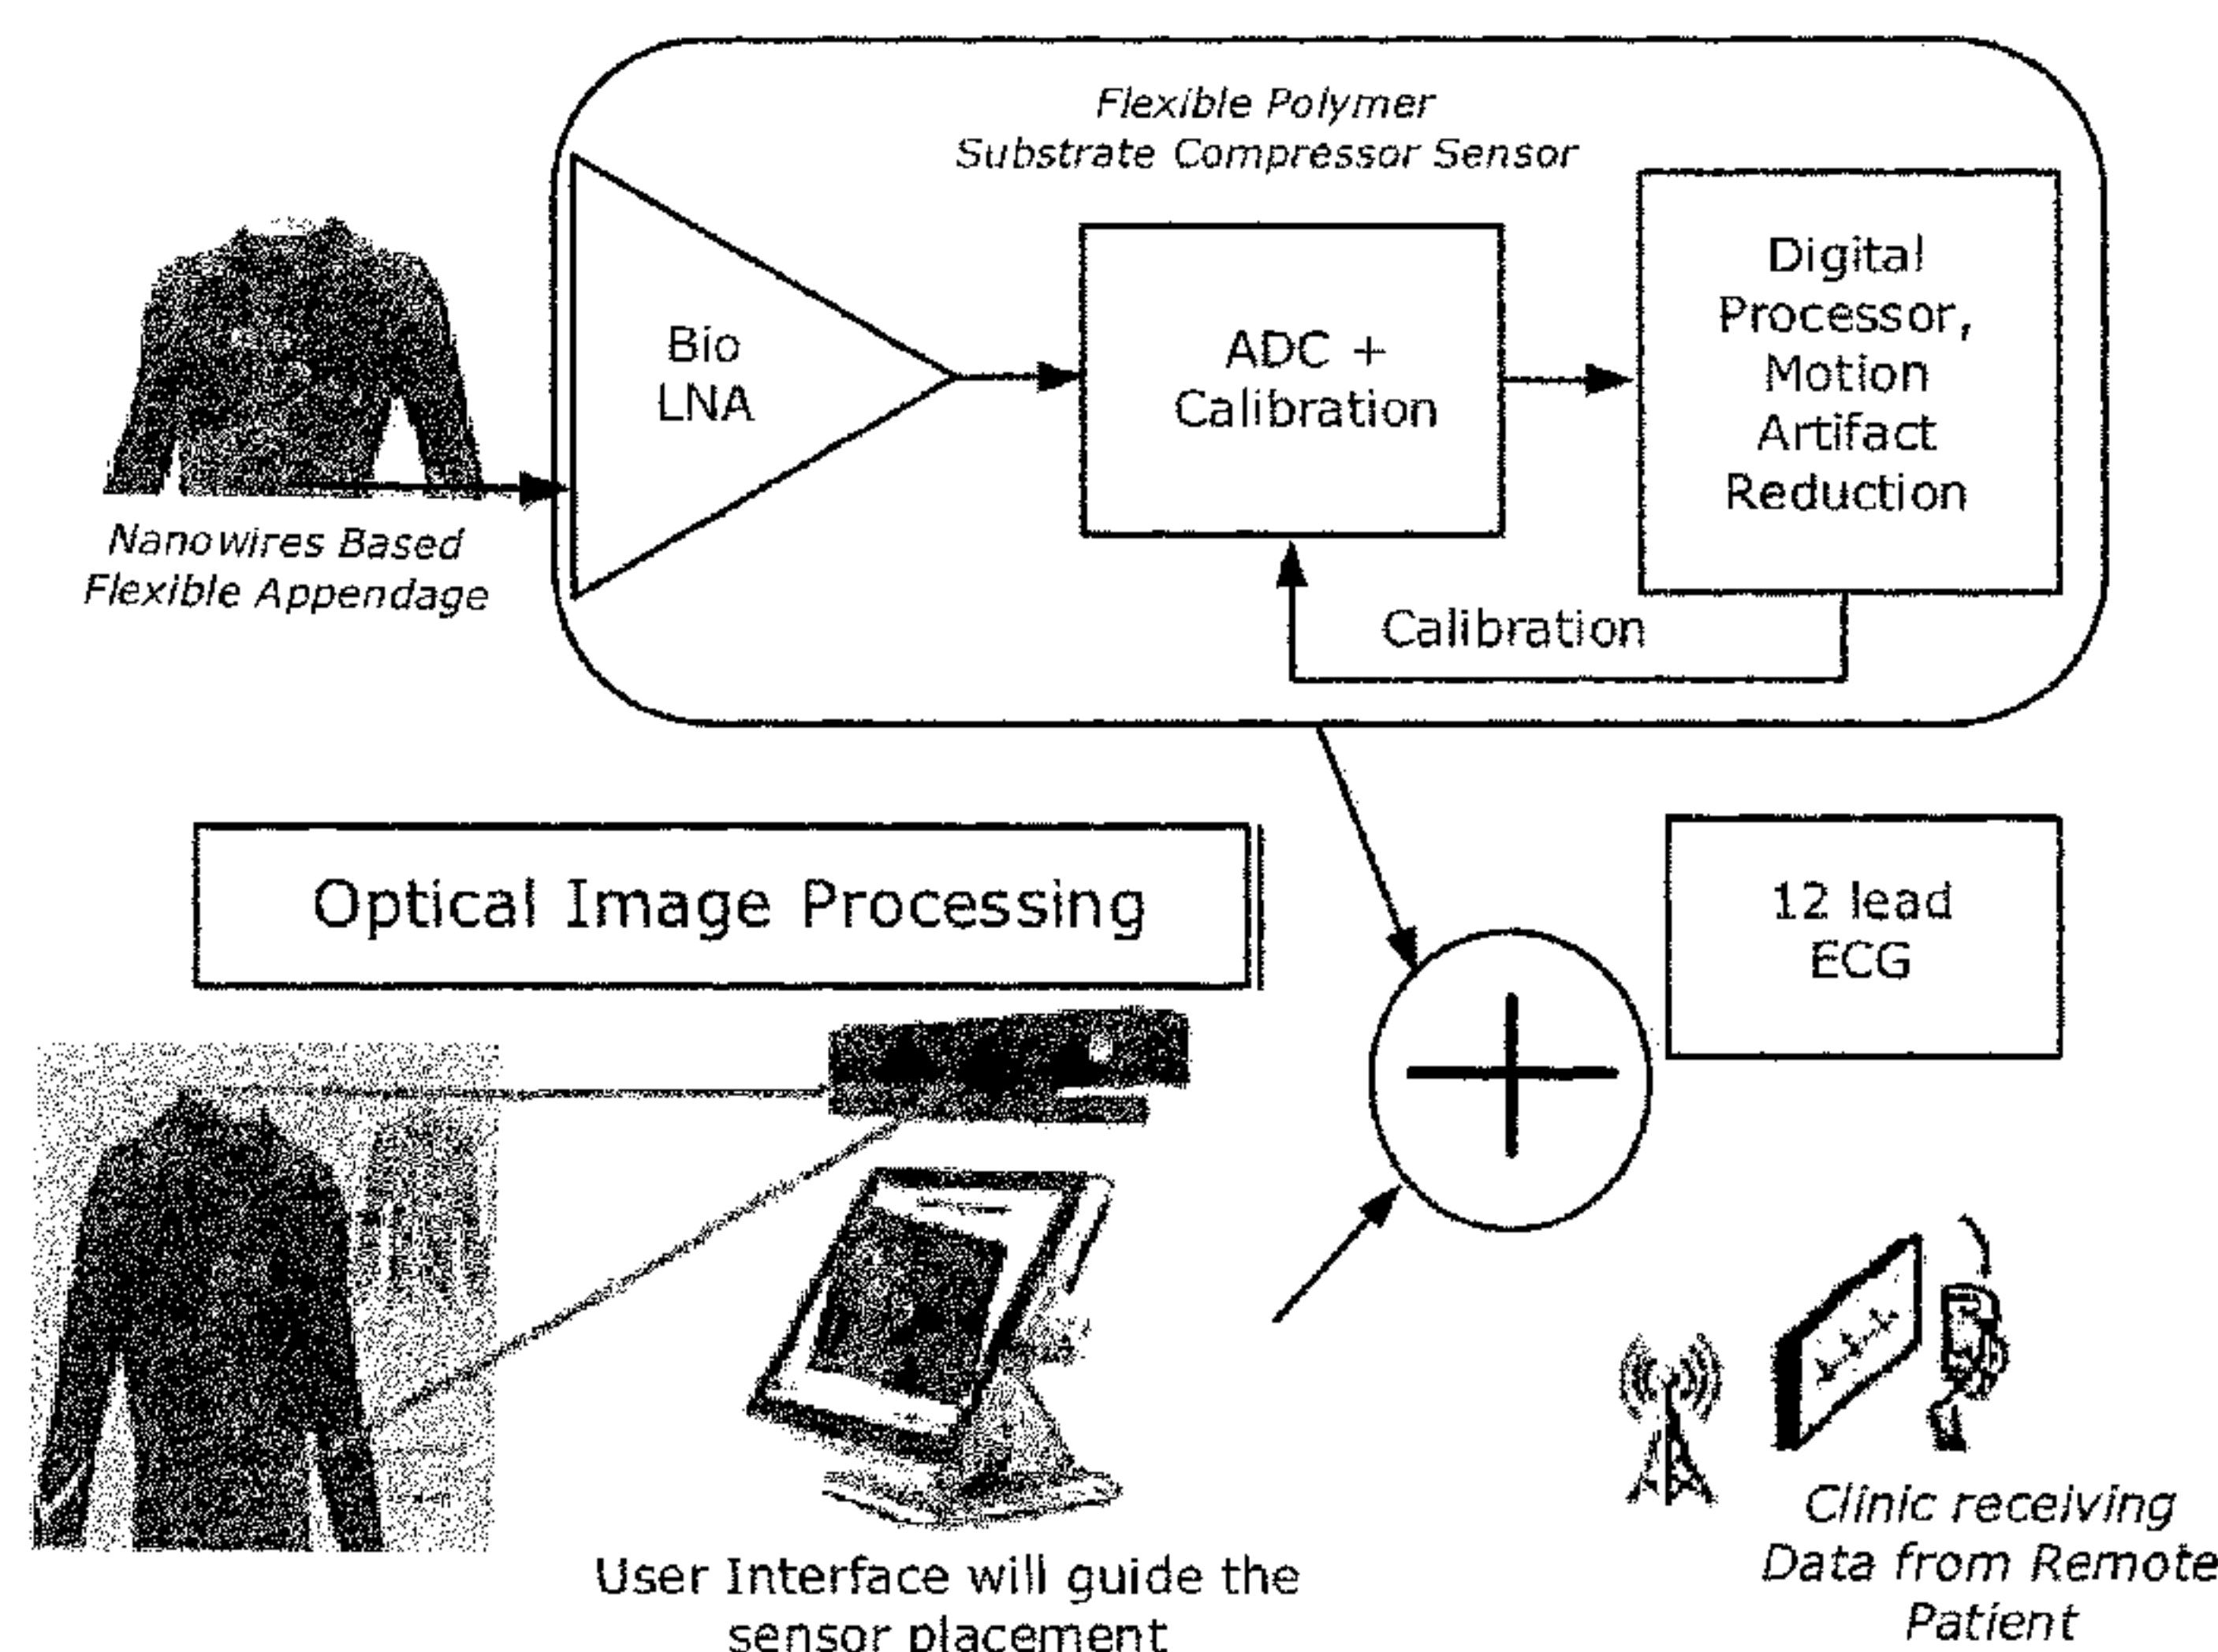 Flexible Polymer
Substrate Compressor Sensor
Bio
LNA
ADC +
Calibration
Digital
Processor,
Motion
Artifact
Reduction
Nanowires Based
Flexible Appendage
Calibration
Optical Image Processing
12 lead
ECG
User Interface will guide the
sensor placement
Clinic receiving
Data from Remote
Patient